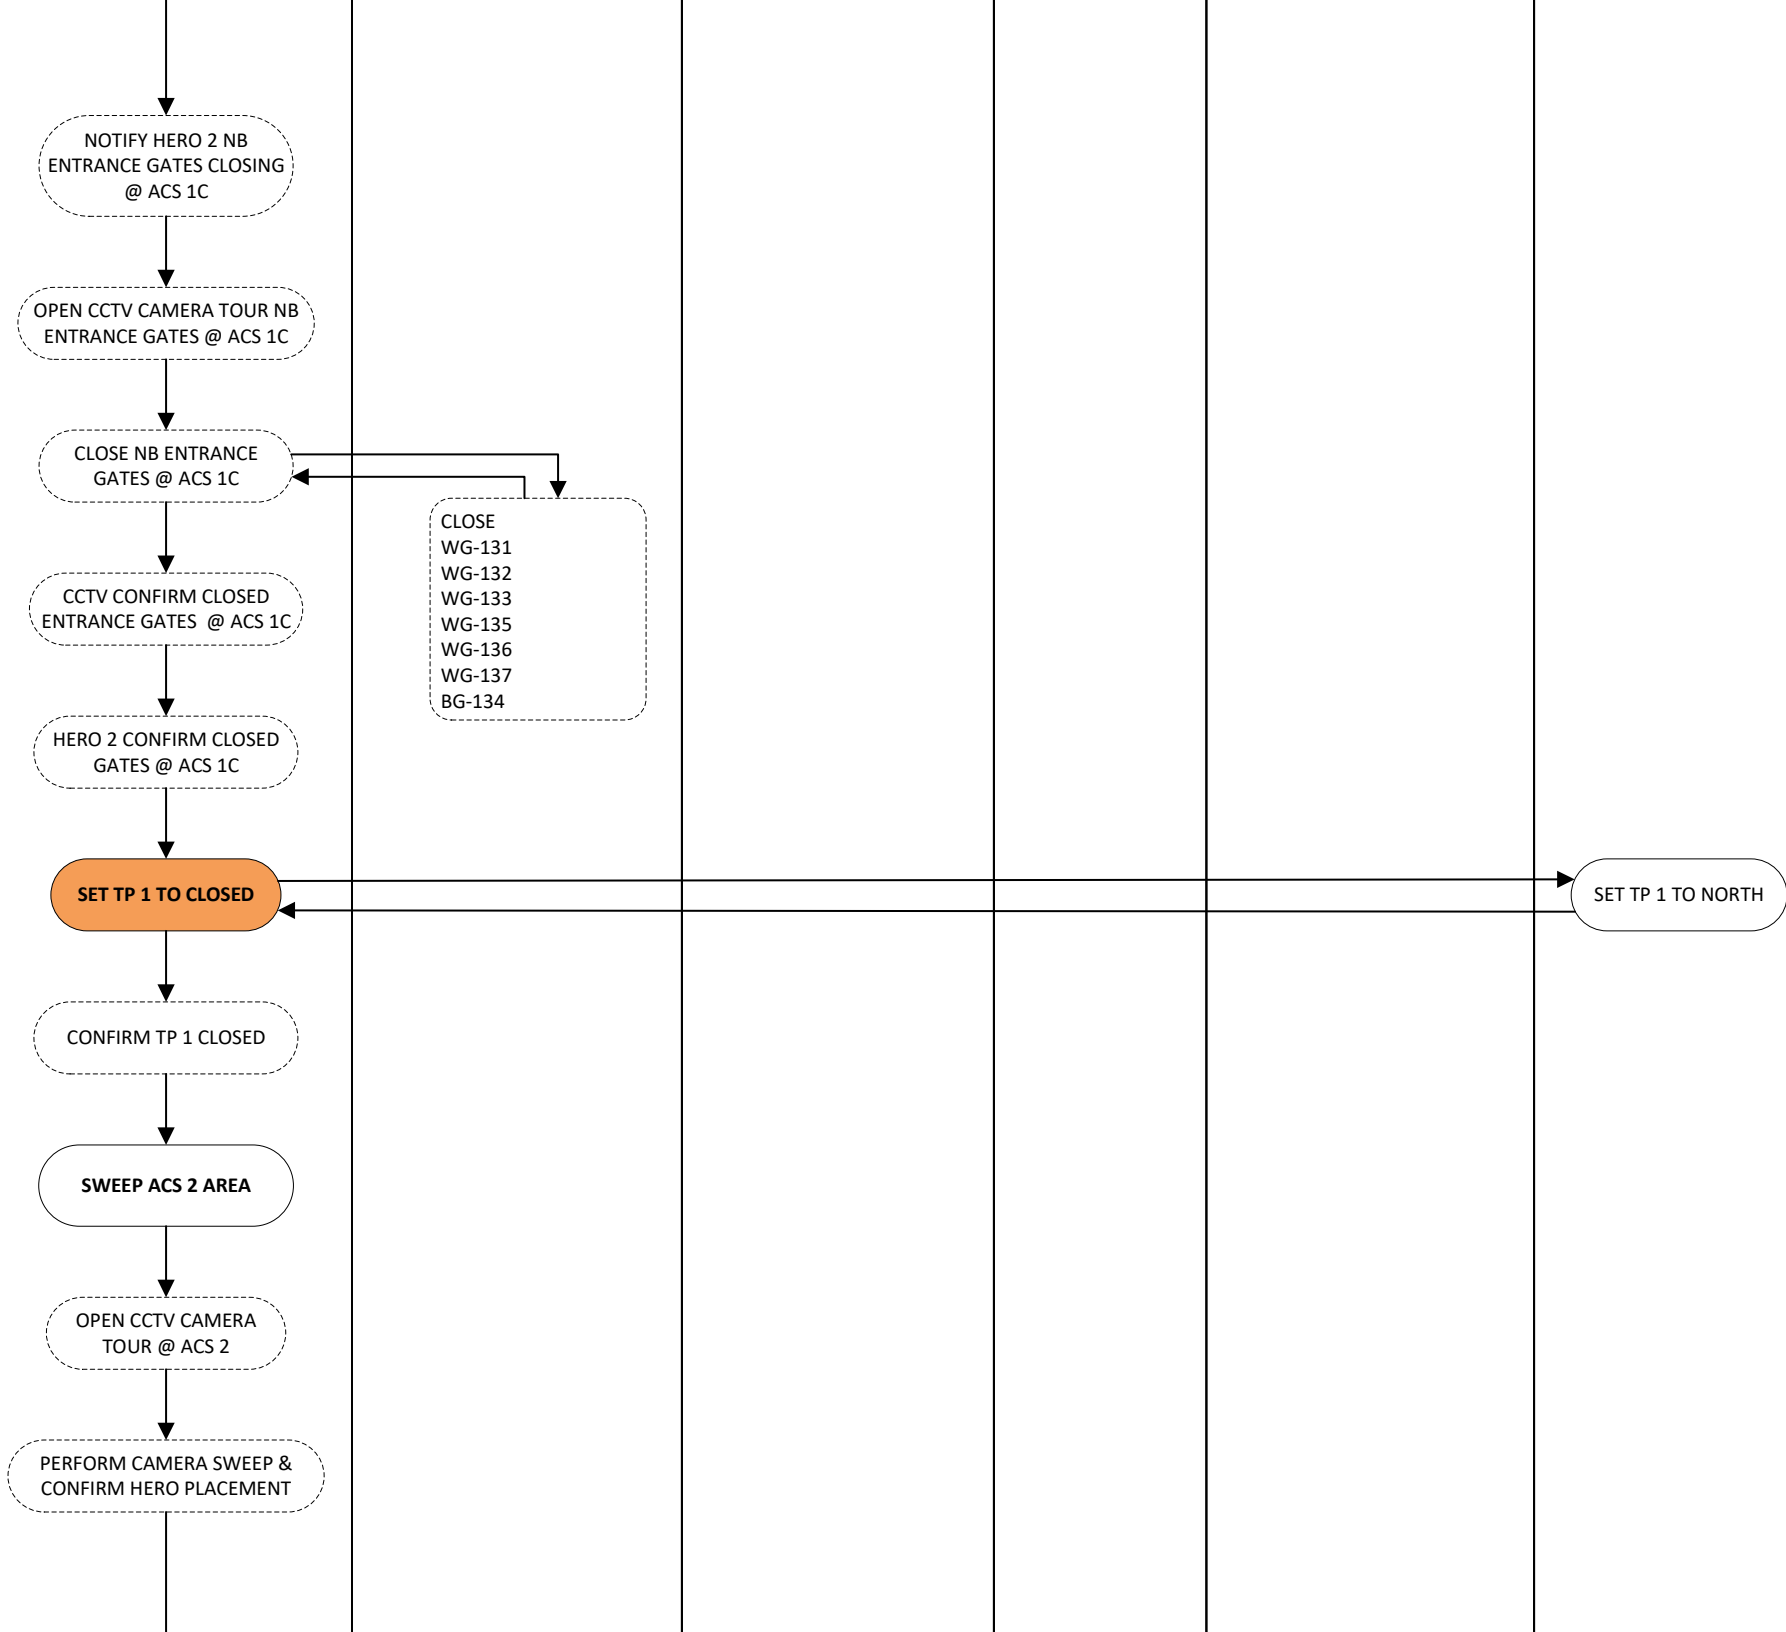 NOTIFY HERO 2 NB
ENTRANCE GATES CLOSING
@ ACS 1C
OPEN CCTV CAMERA TOUR NB
ENTRANCE GATES @ ACS 1C
CLOSE NB ENTRANCE
GATES @ ACS 1C
CLOSE
WG-131
WG-132
WG-133
WG-135
WG-136
WG-137
BG-134
CCTV CONFIRM CLOSED
ENTRANCE GATES @ ACS 1C
HERO 2 CONFIRM CLOSED
GATES @ ACS 1C
SET TP 1 TO CLOSED
SET TP 1 TO NORTH
CONFIRM TP 1 CLOSED
SWEEP ACS 2 AREA
OPEN CCTV CAMERA
TOUR @ ACS 2
PERFORM CAMERA SWEEP &
CONFIRM HERO PLACEMENT